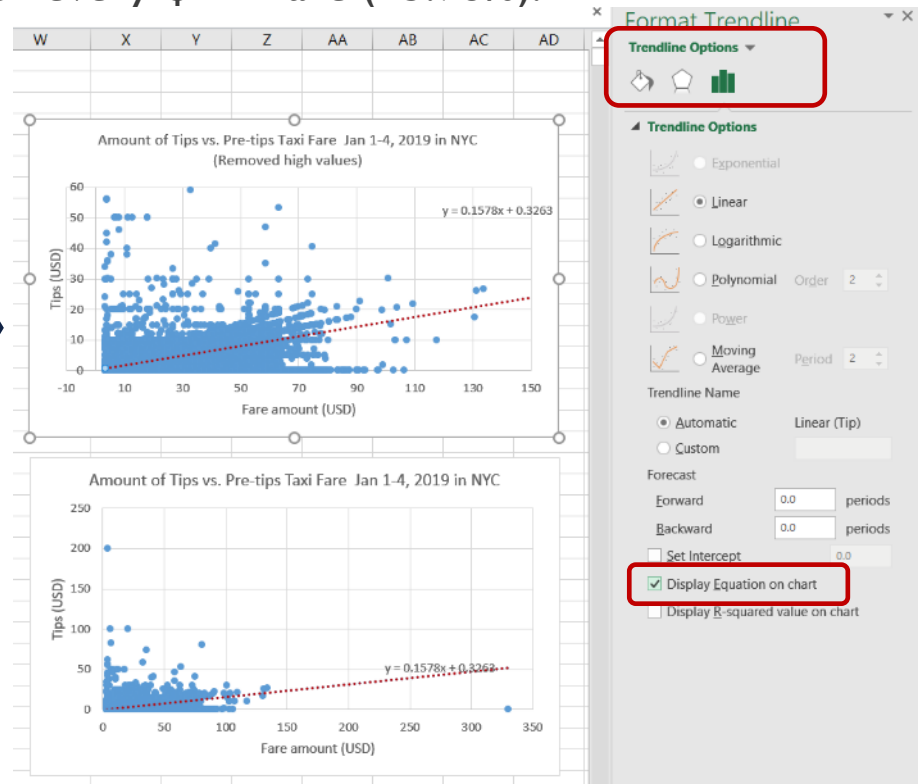 W X Y Z AA AB AC AD
Amount of Tips vs. Pre-tips Taxi Fare Jan 1-4, 2019 in NYC
(Removed high values)
60
50
40
30
20
10
0
Tips (USD)
y = 0.1578x + 0.3263
-10 10 30 50 70 90 110 130 150
Fare amount (USD)
Amount of Tips vs. Pre-tips Taxi Fare Jan 1-4, 2019 in NYC
250
200
150
100
50
0
Tips (USD)
y = 0.1578x + 0.3263
0 50 100 150 200 250 300 350
Fare amount (USD)
Format Trendline
Trendline Options
Trendline Options
Exponential
Linear
Logarithmic
Polynomial Order 2
Power
Moving
Average
Period 2
Trendline Name
Automatic Linear (Tip)
Custom
Forecast
Forward 0.0 periods
Backward 0.0 periods
Set Intercept 0.0
Display Equation on chart
Display R-squared value on chart